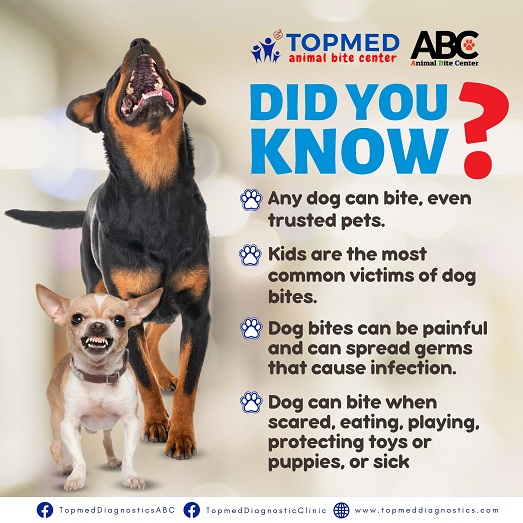 TOPMED
animal bite center
ABC
Animal Bite Center
DID YOU
KNOW?
Any dog can bite, even
trusted pets.
Kids are the most
common victims of dog
bites.
Dog bites can be painful
and can spread germs
that cause infection.
Dog can bite when
scared, eating, playing,
protecting toys or
puppies, or sick
TopmedDiagnosticsABC
TopmedDiagnosticClinic
www.topmeddiagnostics.com